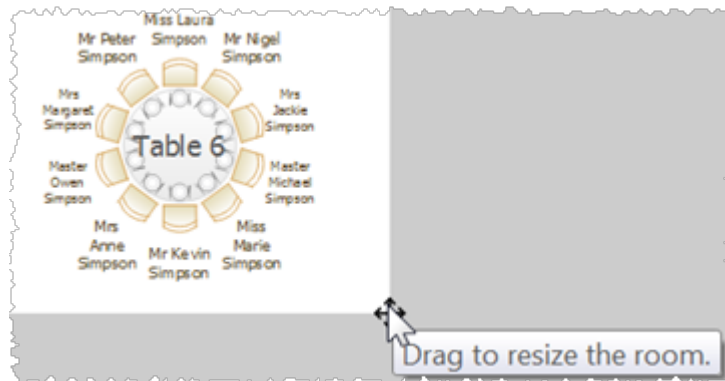 Miss Laura
Simpson
Mr Peter
Simpson
Mr Nigel
Simpson
Mrs
Margaret
Simpson
Mrs
Jackie
Simpson
Table 6
Master
Owen
Simpson
Master
Michael
Simpson
Mrs
Anne
Simpson
Mr Kevin
Simpson
Miss
Marie
Simpson
Drag to resize the room.